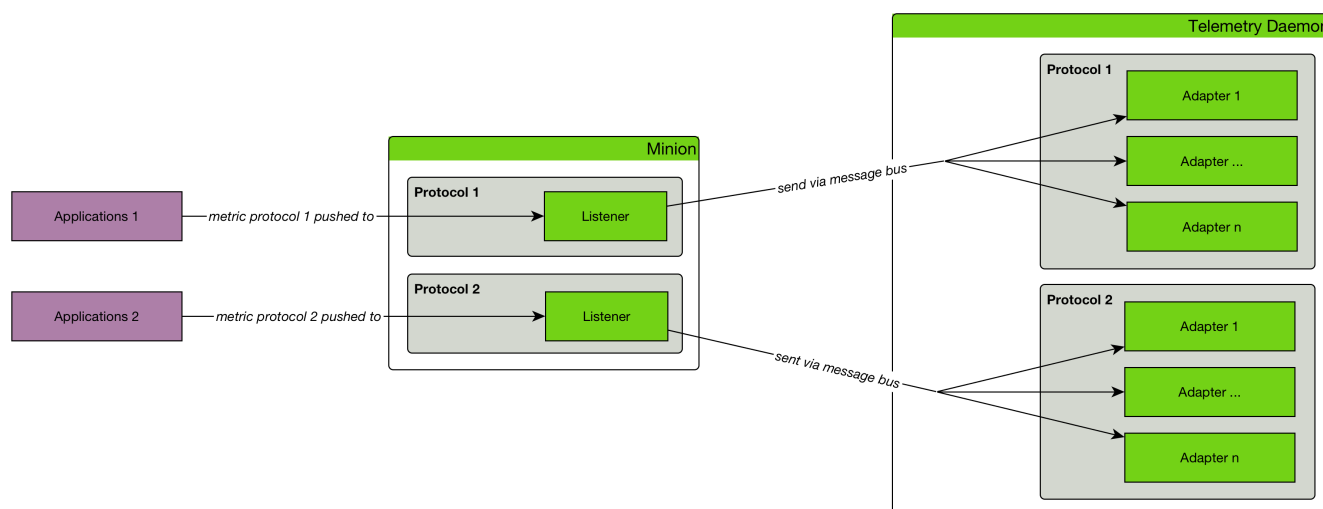 Telemetry Daemon
Protocol 1
Adapter 1
Adapter ...
Adapter n
Minion
Protocol 1
Listener
send via message bus
Applications 1
metric protocol 1 pushed to
Protocol 2
Listener
sent via message bus
Applications 2
metric protocol 2 pushed to
Protocol 2
Adapter 1
Adapter ...
Adapter n